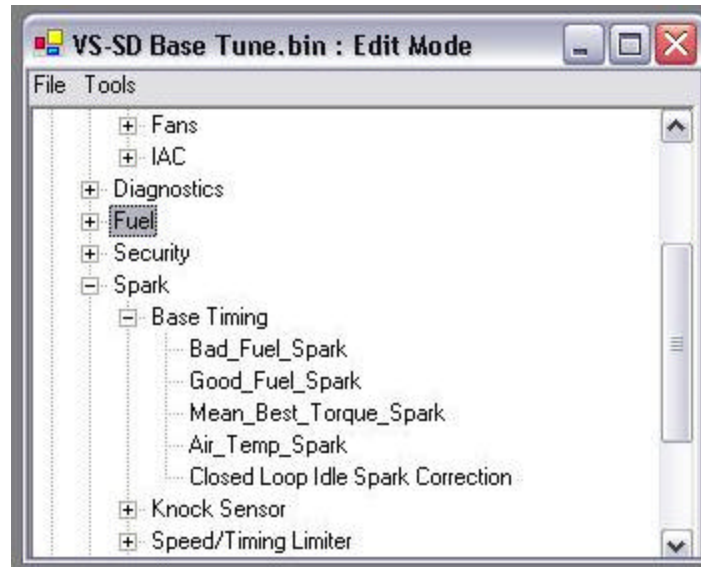 VS-SD Base Tune.bin : Edit Mode
File Tools
Fans
IAC
Diagnostics
Fuel
Security
Spark
Base Timing
Bad_Fuel_Spark
Good_Fuel_Spark
Mean_Best_Torque_Spark
Air_Temp_Spark
Closed Loop Idle Spark Correction
Knock Sensor
Speed/Timing Limiter